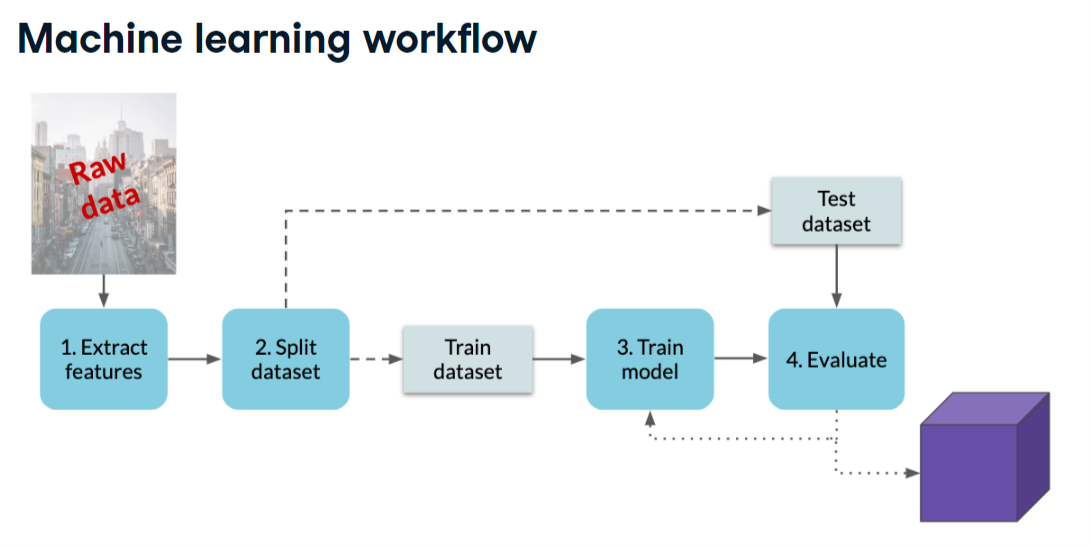 Machine learning workflow
Raw
data
Test
dataset
1. Extract
features
2. Split
dataset
Train
dataset
3. Train
model
4. Evaluate